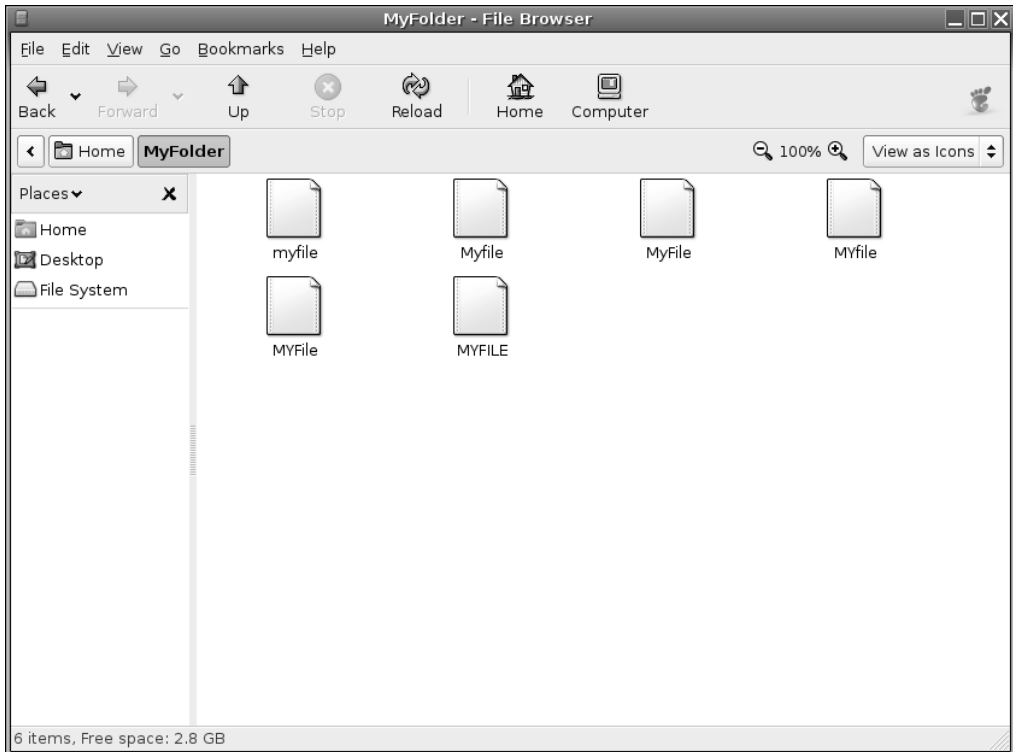 MyFolder - File Browser
File Edit View Go Bookmarks Help
Back Forward Up Stop Reload Home Computer
Home MyFolder 100% View as Icons
Places
Home
Desktop
File System
myfile Myfile MyFile MYfile
MYFile MYFILE
6 items, Free space: 2.8 GB